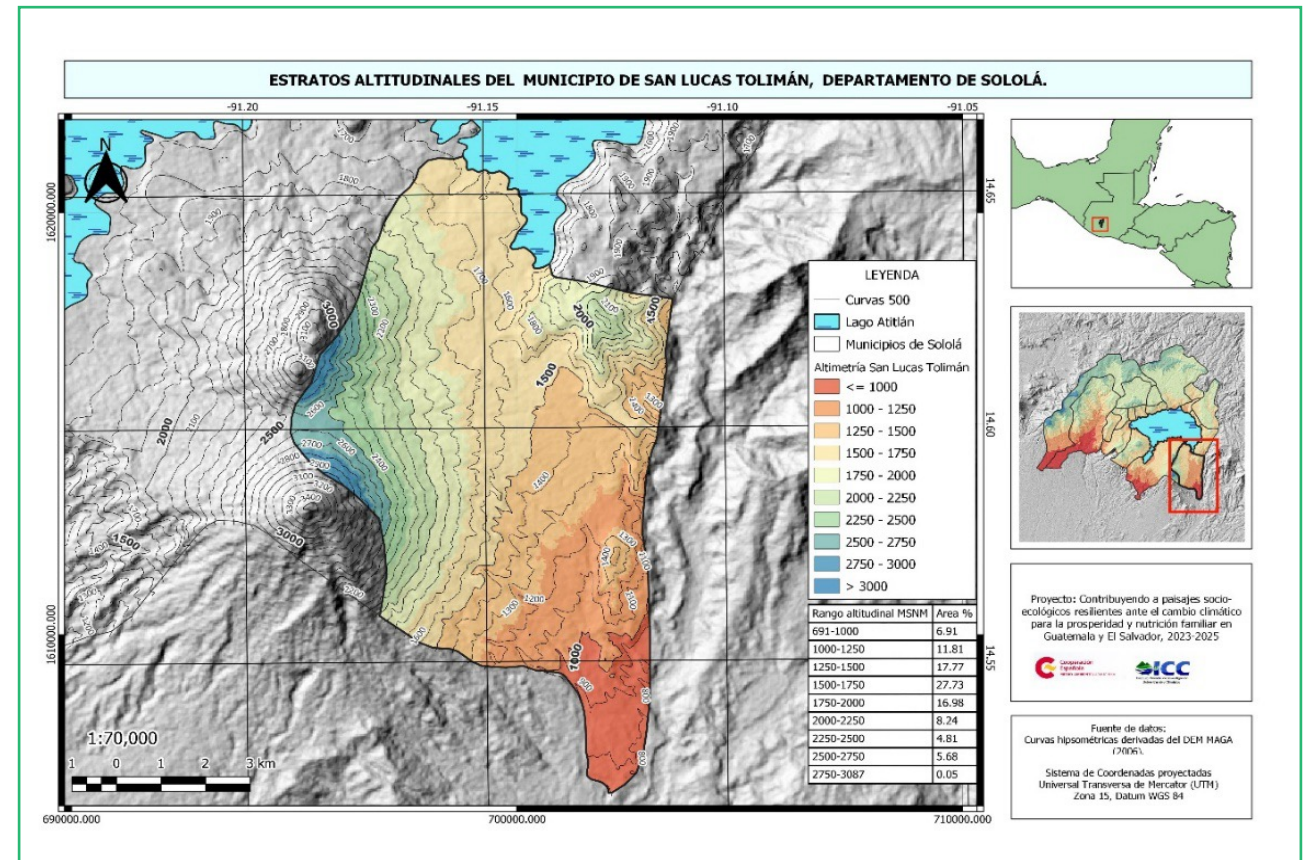 ESTRATOS ALTITUDINALES DEL MUNICIPIO DE SAN LUCAS TOLIMÁN, DEPARTAMENTO DE SOLOLÁ.
-91.20 -91.15 -91.10 -91.05
N
1620000.000
1610000.000
14.65
14.60
14.55
690000.000 700000.000 710000.000
3000
2500
2000
1500
3000
1500
2000
1500
1000
1:70,000
1 0 1 2 3 km
LEYENDA
Curvas 500
Lago Atitlán
Municipios de Sololá
Altimetría San Lucas Tolimán
<= 1000
1000 - 1250
1250 - 1500
1500 - 1750
1750 - 2000
2000 - 2250
2250 - 2500
2500 - 2750
2750 - 3000
> 3000
Rango altitudinal MSNM Area %
691-1000 6.91
1000-1250 11.81
1250-1500 17.77
1500-1750 27.73
1750-2000 16.98
2000-2250 8.24
2250-2500 4.81
2500-2750 5.68
2750-3087 0.05
Proyecto: Contribuyendo a paisajes socio-
ecológicos resilientes ante el cambio climático
para la prosperidad y nutrición familiar en
Guatemala y El Salvador, 2023-2025
Cooperación
Española
ICC
Fuente de datos:
Curvas hipsométricas derivadas del DEM MAGA
(2006).
Sistema de Coordenadas proyectadas
Universal Transversa de Mercator (UTM)
Zona 15, Datum WGS 84